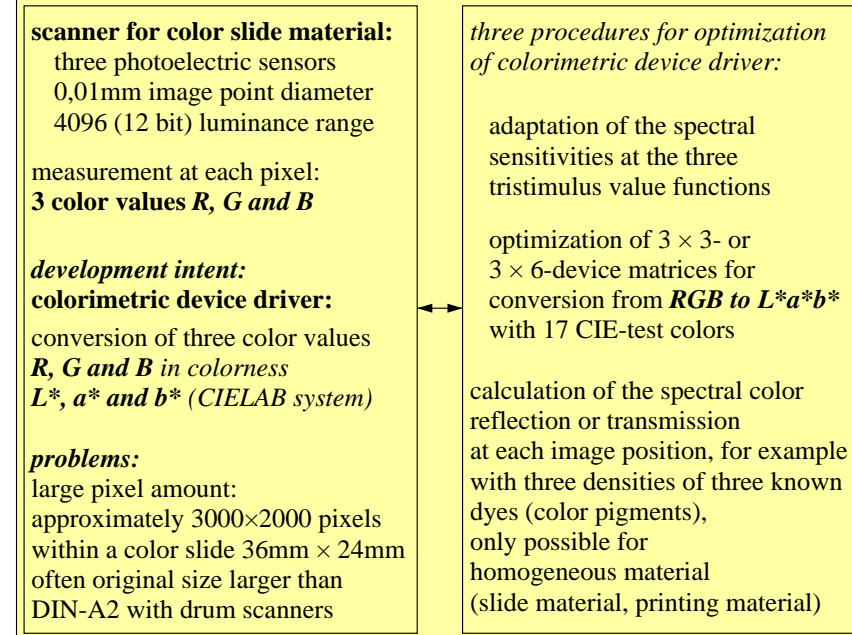 scanner for color slide material:
three photoelectric sensors
0,01mm image point diameter
4096 (12 bit) luminance range
measurement at each pixel:
3 color values R, G and B
development intent:
colorimetric device driver:
conversion of three color values
R, G and B in colorness
L*, a* and b* (CIELAB system)
problems:
large pixel amount:
approximately 3000×2000 pixels
within a color slide 36mm × 24mm
often original size larger than
DIN-A2 with drum scanners
three procedures for optimization
of colorimetric device driver:
adaptation of the spectral
sensitivities at the three
tristimulus value functions
optimization of 3 × 3- or
3 × 6-device matrices for
conversion from RGB to L*a*b*
with 17 CIE-test colors
calculation of the spectral color
reflection or transmission
at each image position, for example
with three densities of three known
dyes (color pigments),
only possible for
homogeneous material
(slide material, printing material)